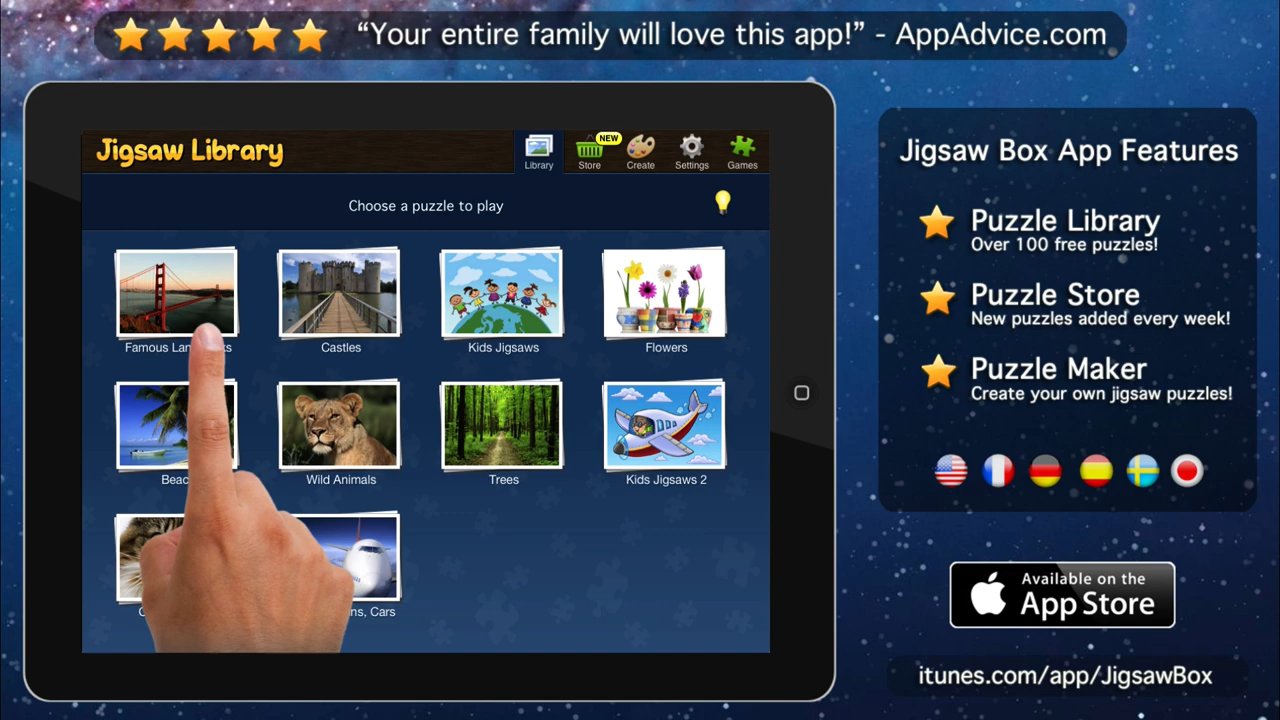 “Your entire family will love this app!” - AppAdvice.com
Jigsaw Library
Library
NEW
Store
Create
Settings
Games
Choose a puzzle to play
Famous
Castles
Kids Jigsaws
Flowers
Wild Animals
Trees
Kids Jigsaws 2
Cars
Jigsaw Box App Features
Puzzle Library
Over 100 free puzzles!
Puzzle Store
New puzzles added every week!
Puzzle Maker
Create your own jigsaw puzzles!
Available on the
App Store
itunes.com/app/JigsawBox